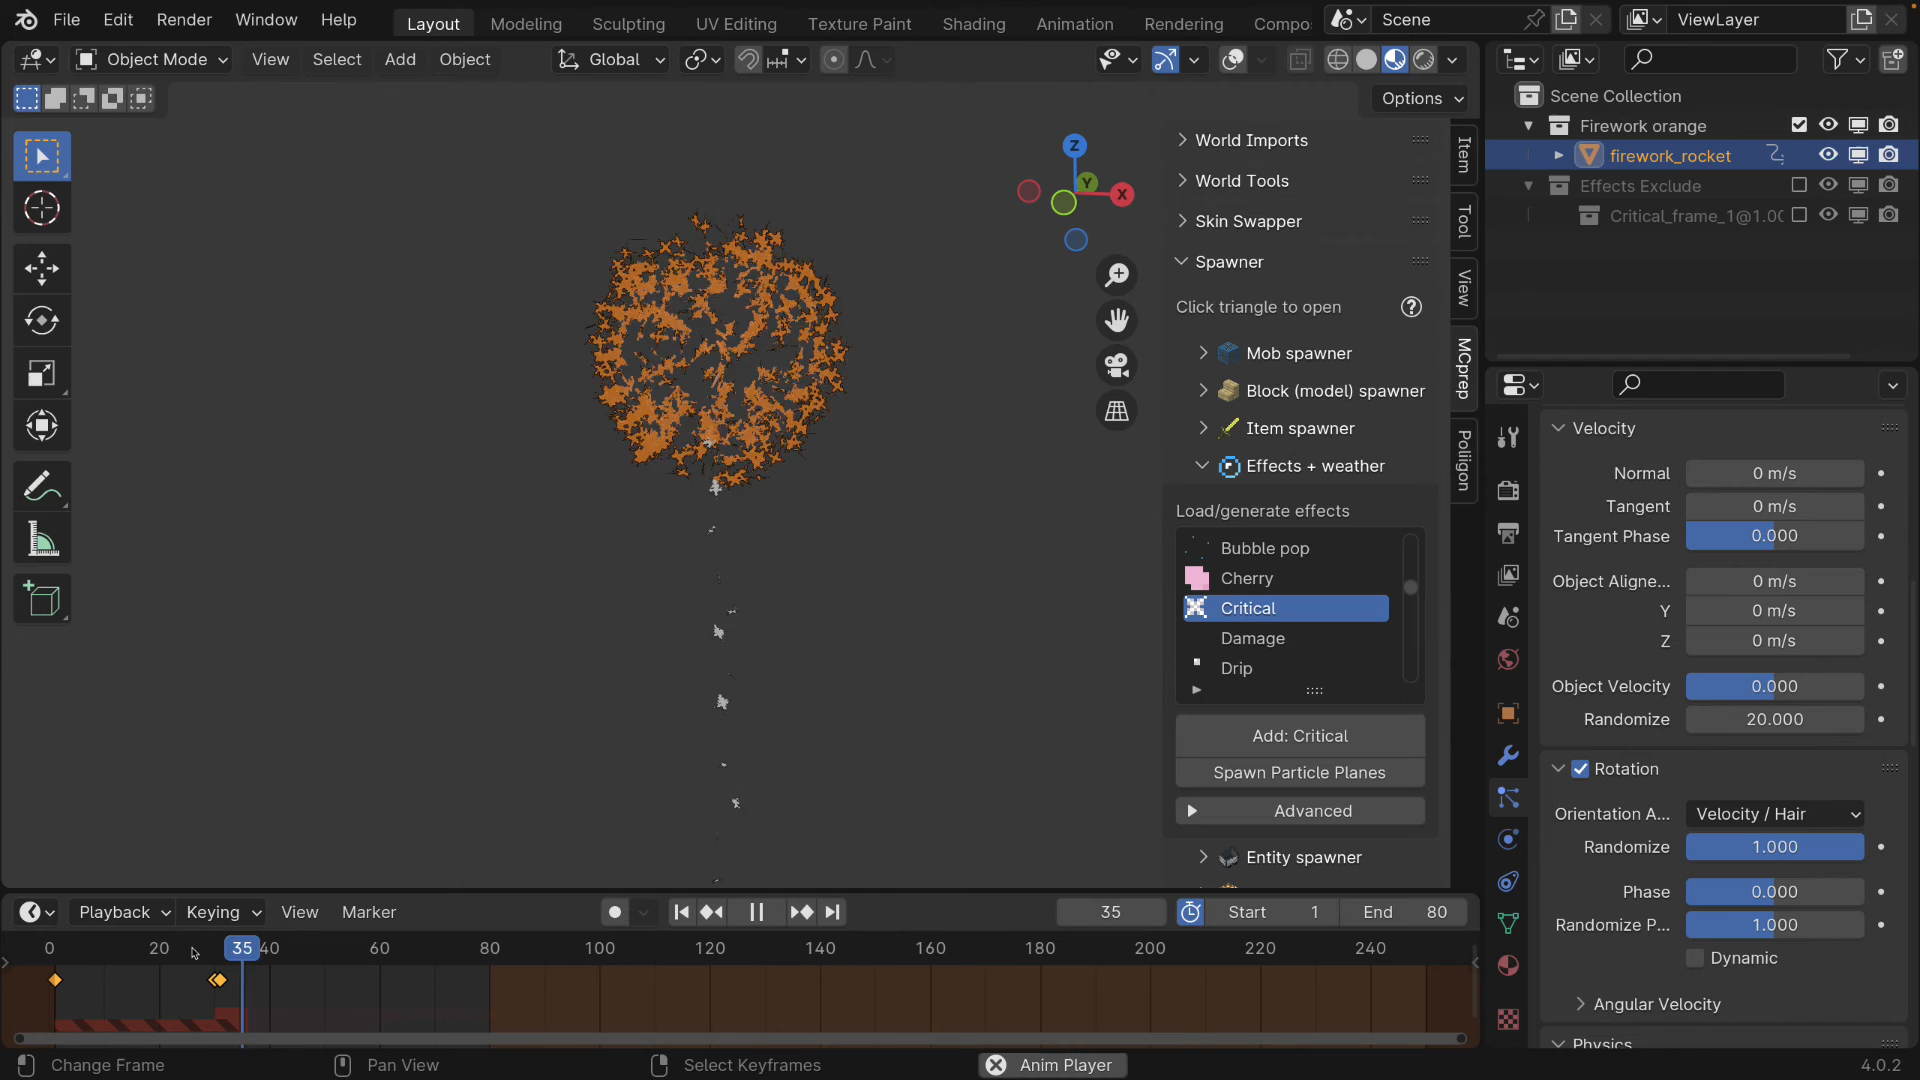 File Edit Render Window Help Layout Modeling Sculpting UV Editing Texture Paint Shading Animation Rendering Compo: Scene ViewLayer
Object Mode View Select Add Object Global
Options
Scene Collection
Firework orange
firework_rocket
Effects Exclude
Critical_frame_1@1.00
Z
Y
X
World Imports
World Tools
Skin Swapper
Spawner
Click triangle to open
Mob spawner
Block (model) spawner
Item spawner
Effects + weather
Load/generate effects
Bubble pop
Cherry
Critical
Damage
Drip
Add: Critical
Spawn Particle Planes
Advanced
Entity spawner
Item
Tool
View
MCprep
Poliigon
Velocity
Normal 0 m/s
Tangent 0 m/s
Tangent Phase 0.000
Object Aligne... 0 m/s
Y 0 m/s
Z 0 m/s
Object Velocity 0.000
Randomize 20.000
Rotation
Orientation A... Velocity / Hair
Randomize 1.000
Phase 0.000
Randomize P... 1.000
Dynamic
Angular Velocity
Physics
Playback Keying View Marker 35 Start 1 End 80
0 20 35 40 60 80 100 120 140 160 180 200 220 240
Change Frame Pan View Select Keyframes Anim Player 4.0.2